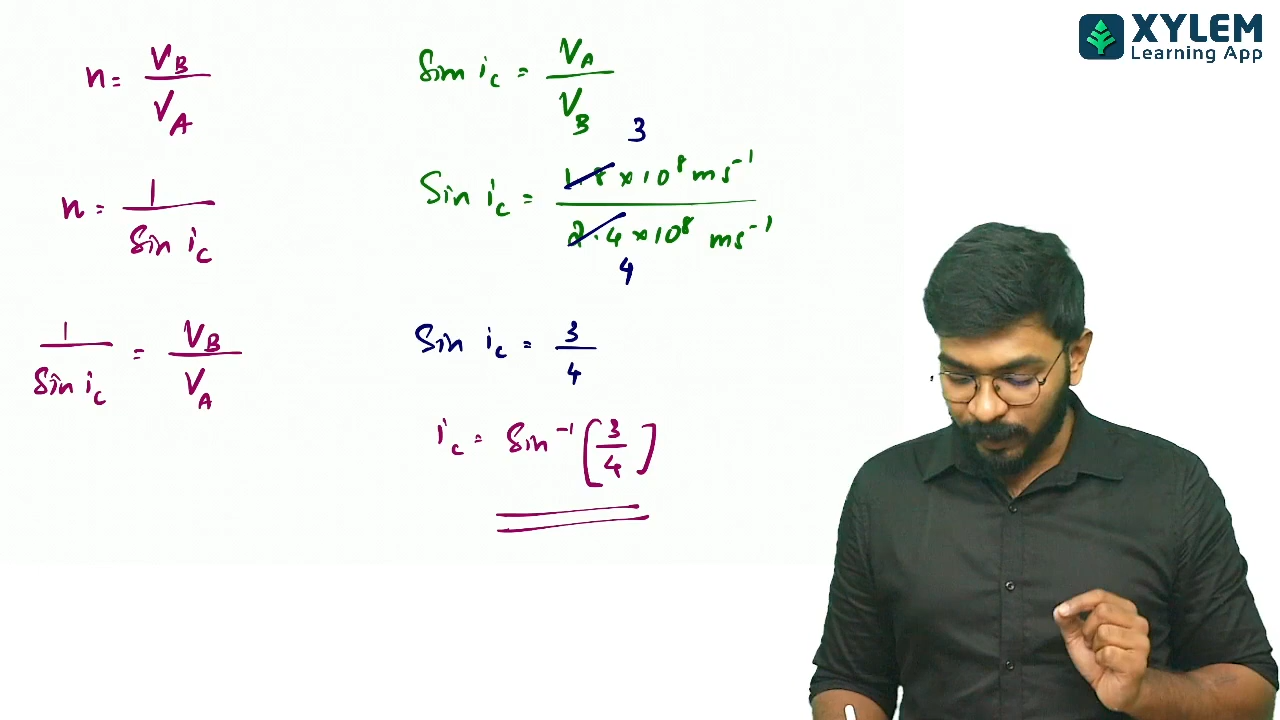 XYLEM
Learning App
n = V_B / V_A
n = 1 / Sin i_c
1 / Sin i_c = V_B / V_A
Sin i_c = V_A / V_B
3
Sin i_c = 1.8 × 10⁸ ms⁻¹ / 2.4 × 10⁸ ms⁻¹
4
Sin i_c = 3 / 4
i_c = Sin⁻¹ [3 / 4]